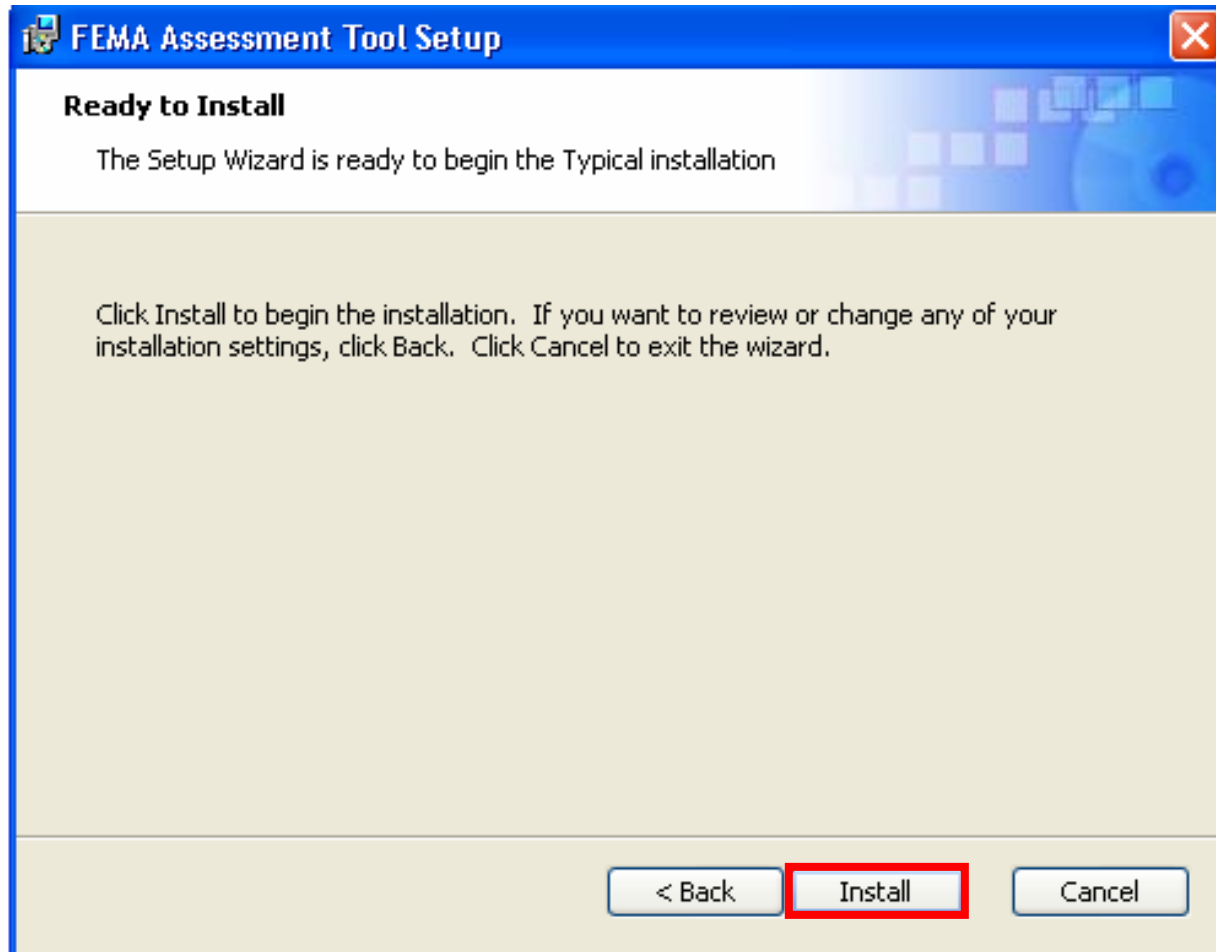 FEMA Assessment Tool Setup
Ready to Install
The Setup Wizard is ready to begin the Typical installation
Click Install to begin the installation.  If you want to review or change any of your
installation settings, click Back.  Click Cancel to exit the wizard.
< Back
Install
Cancel